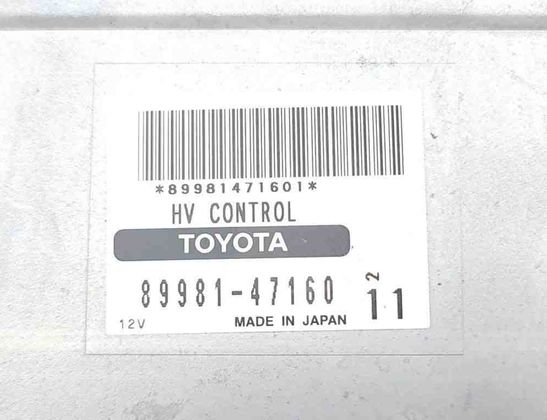 *89981471601*
HV CONTROL
TOYOTA
89981-47160
2
11
12V MADE IN JAPAN